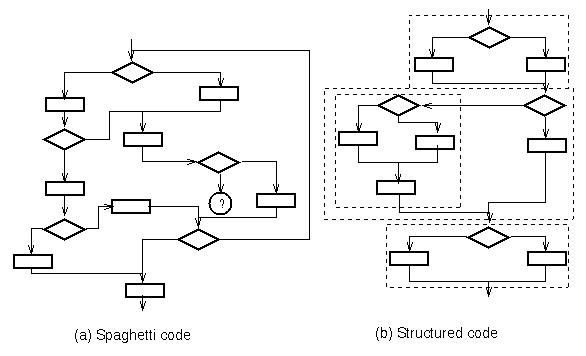 ?
(a) Spaghetti code
(b) Structured code